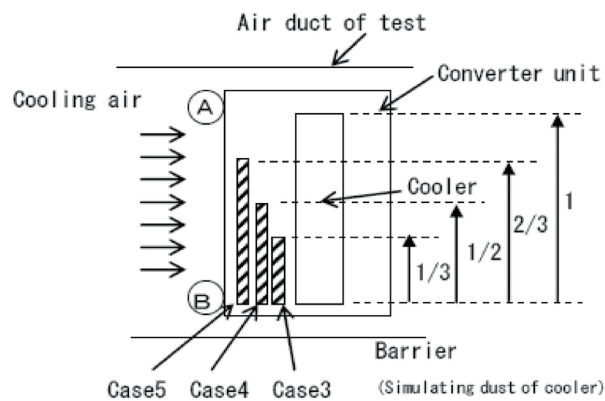 Air duct of test
Converter unit
Cooling air
A
Cooler
1
2/3
1/2
1/3
B
Barrier
Case5
Case4
Case3
(Simulating dust of cooler)